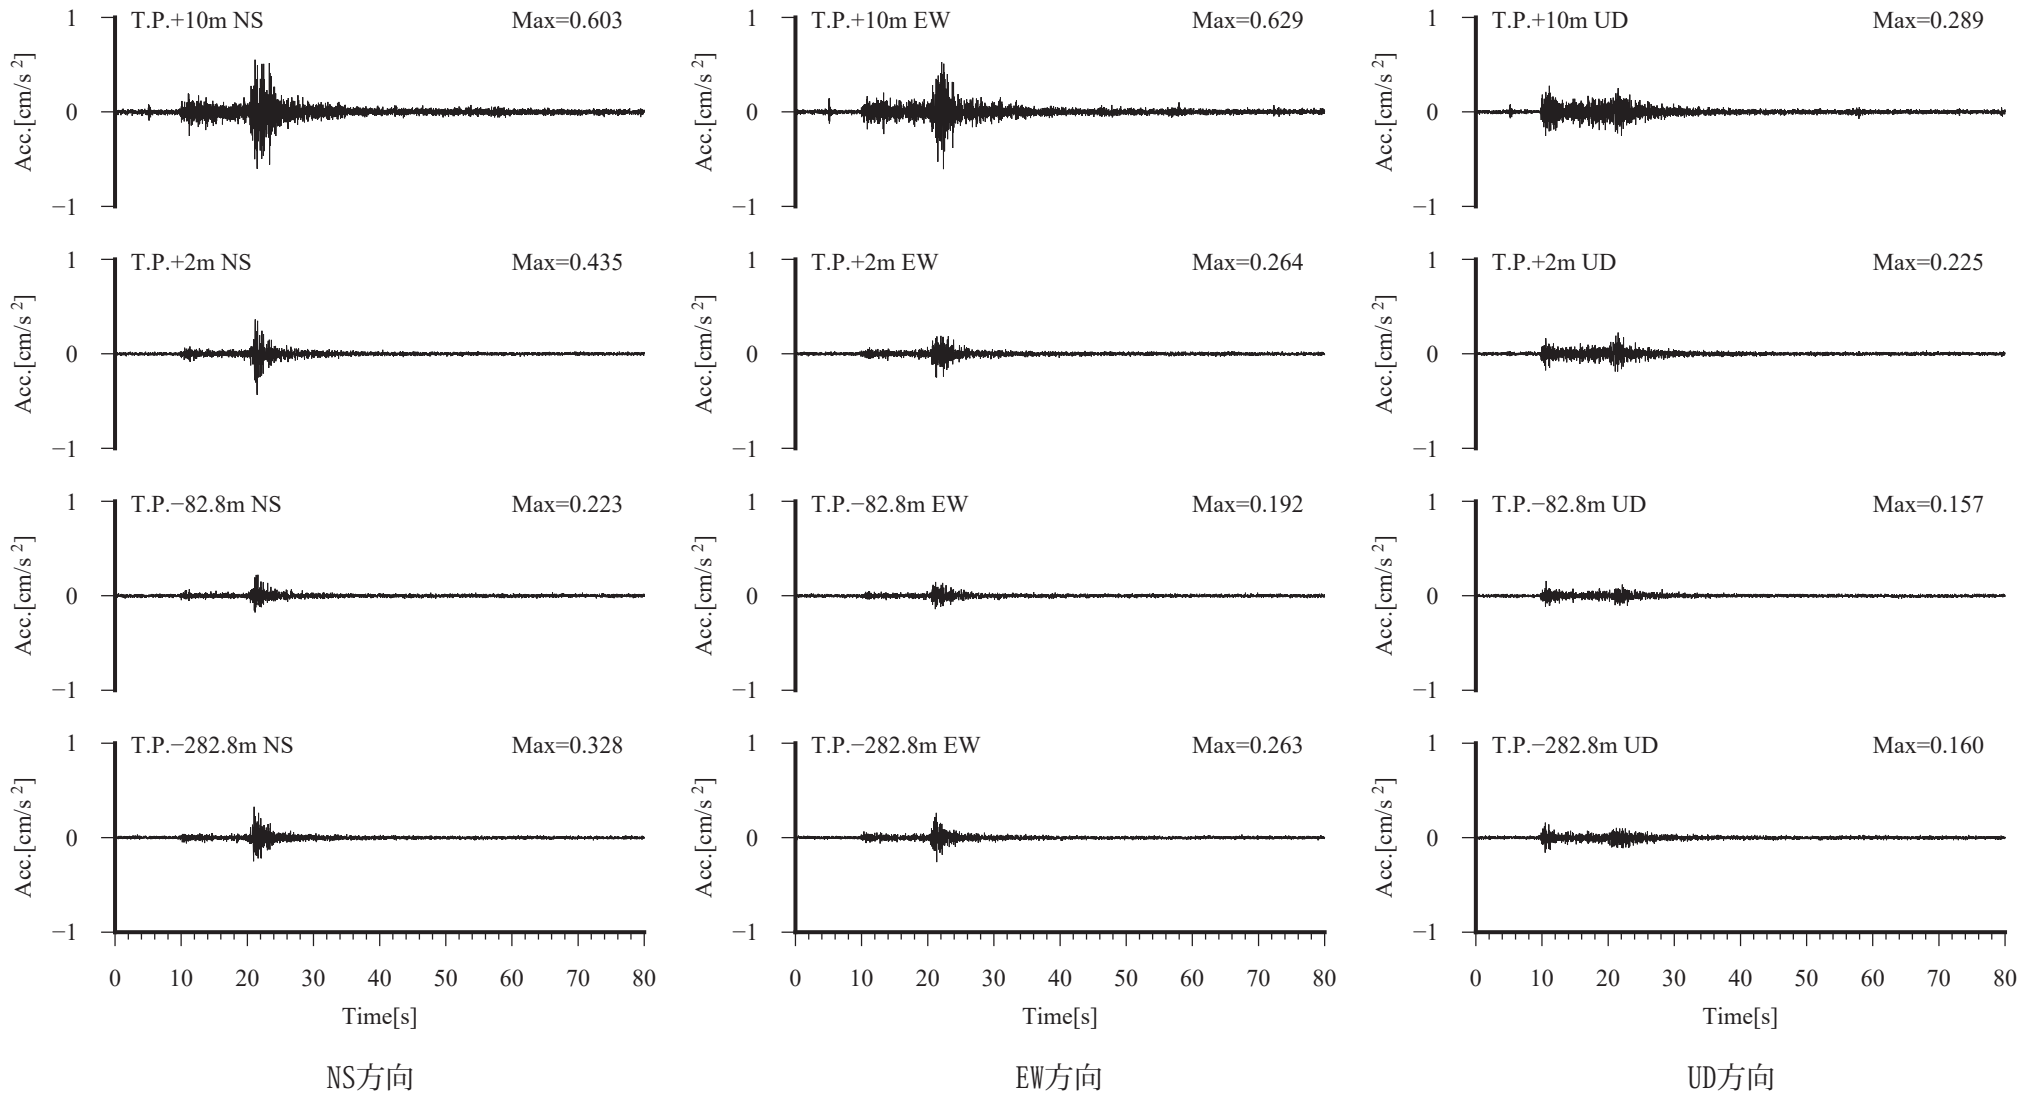 1
T.P.+10m NS
Max=0.603
0
−1
Acc.[cm/s²]
1
T.P.+10m EW
Max=0.629
0
−1
Acc.[cm/s²]
1
T.P.+10m UD
Max=0.289
0
−1
Acc.[cm/s²]
1
T.P.+2m NS
Max=0.435
0
−1
Acc.[cm/s²]
1
T.P.+2m EW
Max=0.264
0
−1
Acc.[cm/s²]
1
T.P.+2m UD
Max=0.225
0
−1
Acc.[cm/s²]
1
T.P.−82.8m NS
Max=0.223
0
−1
Acc.[cm/s²]
1
T.P.−82.8m EW
Max=0.192
0
−1
Acc.[cm/s²]
1
T.P.−82.8m UD
Max=0.157
0
−1
Acc.[cm/s²]
1
T.P.−282.8m NS
Max=0.328
0
−1
Acc.[cm/s²]
0 10 20 30 40 50 60 70 80
Time[s]
NS方向
1
T.P.−282.8m EW
Max=0.263
0
−1
Acc.[cm/s²]
0 10 20 30 40 50 60 70 80
Time[s]
EW方向
1
T.P.−282.8m UD
Max=0.160
0
−1
Acc.[cm/s²]
0 10 20 30 40 50 60 70 80
Time[s]
UD方向